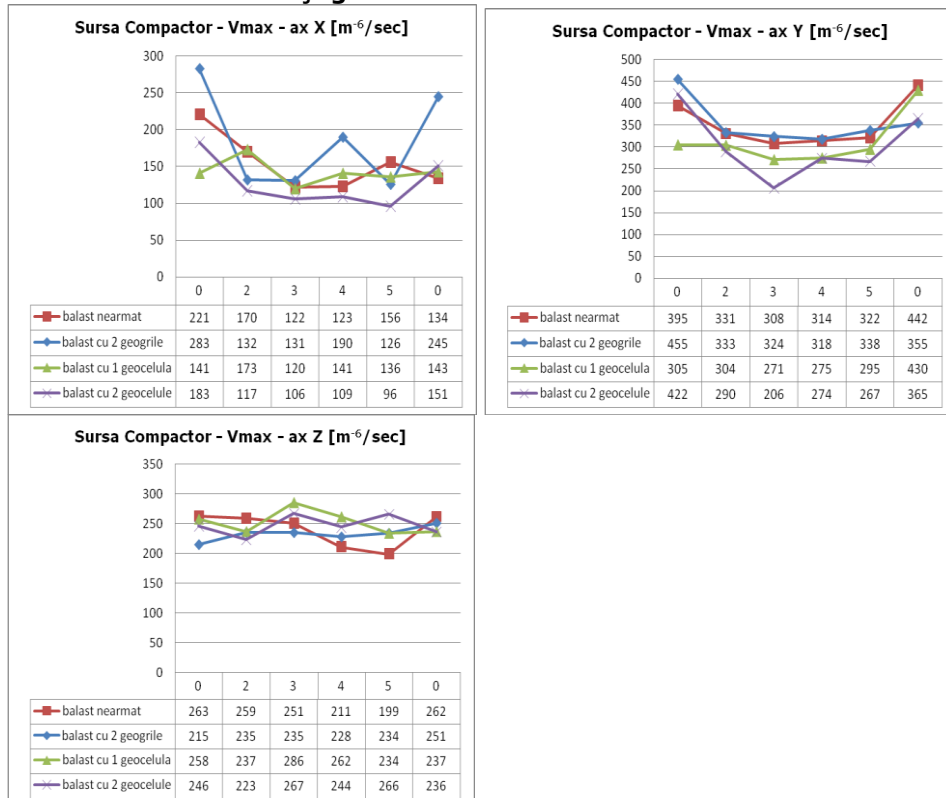 Sursa Compactor - Vmax - ax X [m⁻⁶/sec]
300
250
200
150
100
50
0
0 2 3 4 5 0
balast nearmat 221 170 122 123 156 134
balast cu 2 geogrile 283 132 131 190 126 245
balast cu 1 geocelula 141 173 120 141 136 143
balast cu 2 geocelule 183 117 106 109 96 151
Sursa Compactor - Vmax - ax Y [m⁻⁶/sec]
500
450
400
350
300
250
200
150
100
50
0
0 2 3 4 5 0
balast nearmat 395 331 308 314 322 442
balast cu 2 geogrile 455 333 324 318 338 355
balast cu 1 geocelula 305 304 271 275 295 430
balast cu 2 geocelule 422 290 206 274 267 365
Sursa Compactor - Vmax - ax Z [m⁻⁶/sec]
350
300
250
200
150
100
50
0
0 2 3 4 5 0
balast nearmat 263 259 251 211 199 262
balast cu 2 geogrile 215 235 235 228 234 251
balast cu 1 geocelula 258 237 286 262 234 237
balast cu 2 geocelule 246 223 267 244 266 236